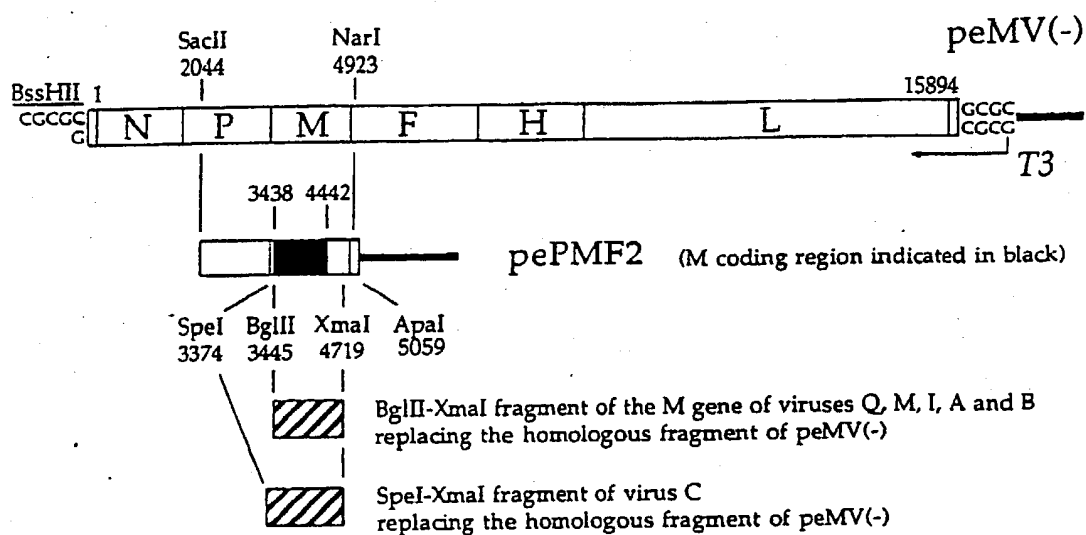 peMV(-)
SacII NarI
2044 4923
BssHII 1 15894
CGCGC GCGC
G CGCG
N P M F H L
T3
3438 4442
pePMF2 (M coding region indicated in black)
SpeI BglII XmaI ApaI
3374 3445 4719 5059
BglII-XmaI fragment of the M gene of viruses Q, M, I, A and B
replacing the homologous fragment of peMV(-)
SpeI-XmaI fragment of virus C
replacing the homologous fragment of peMV(-)